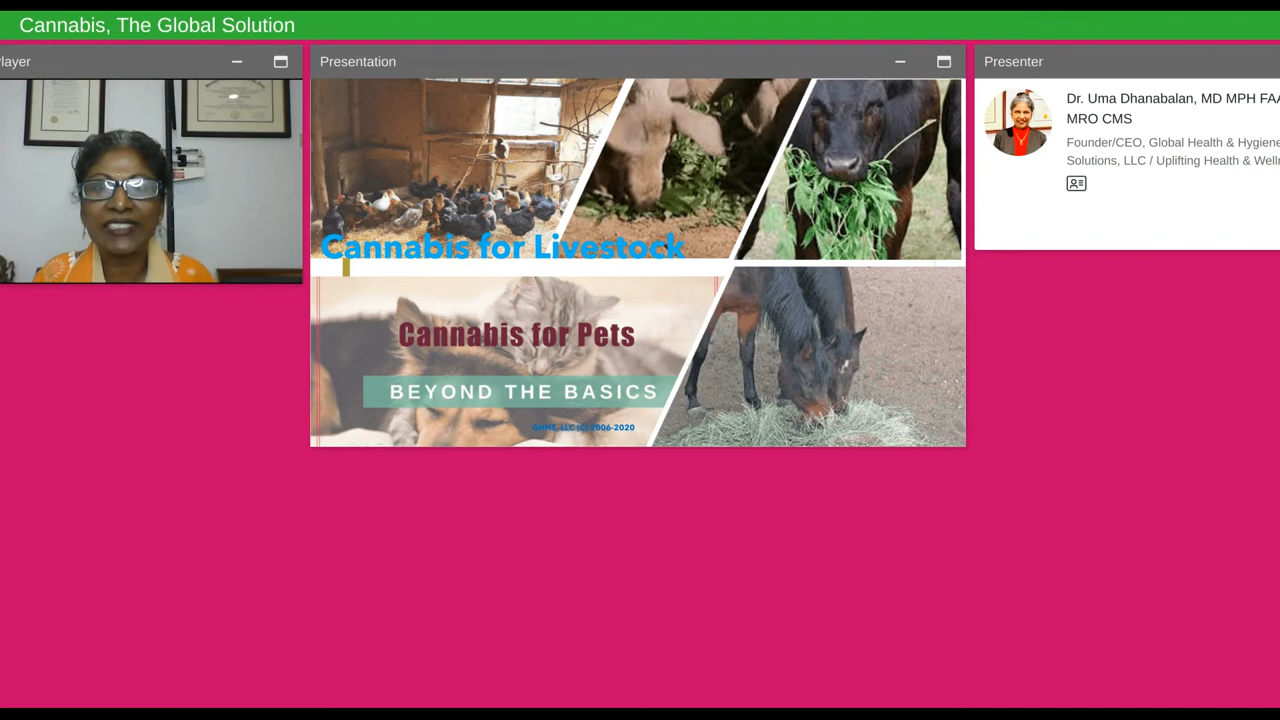 Cannabis, The Global Solution
layer
Presentation
Presenter
Cannabis for Livestock
Cannabis for Pets
BEYOND THE BASICS
GHHS, LLC (C) 2006-2020
Dr. Uma Dhanabalan, MD MPH FAA
MRO CMS
Founder/CEO, Global Health & Hygiene
Solutions, LLC / Uplifting Health & Welln